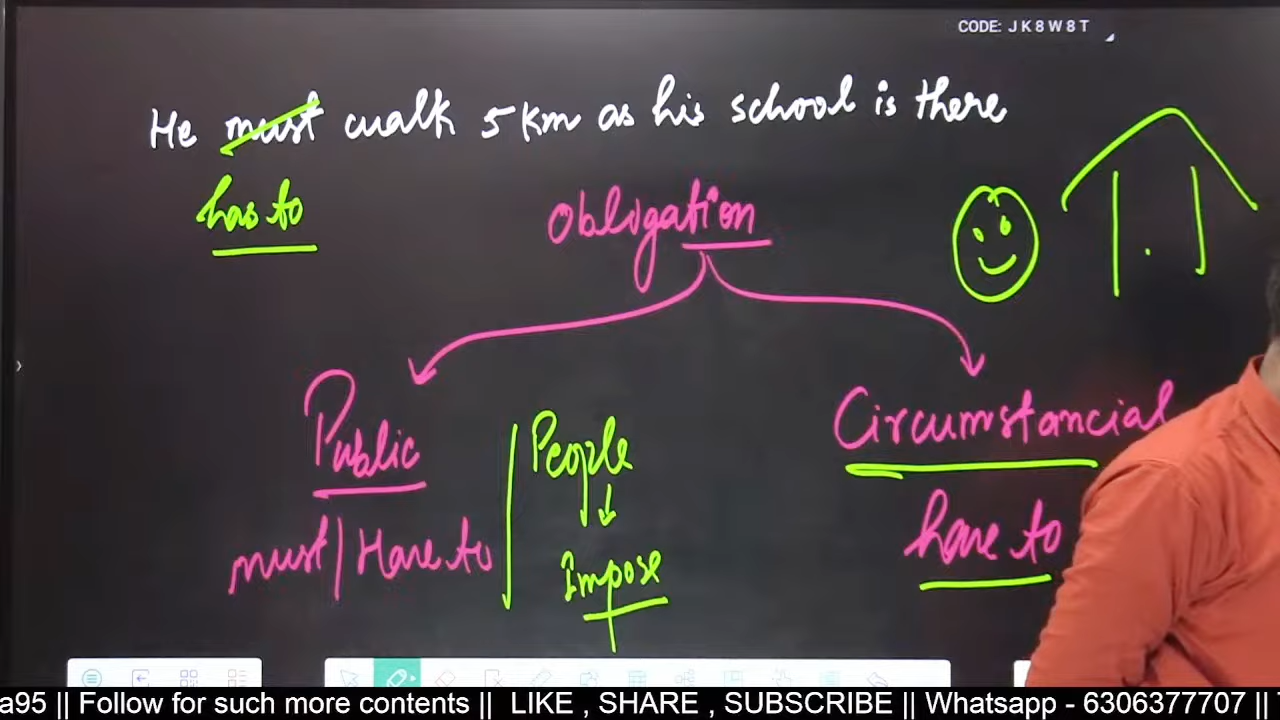 CODE: JK8W8T
He must walk 5 km as his school is there
has to
Obligation
Public
People
Circumstancial
must / Have to
Impose
have to
a95 || Follow for such more contents || LIKE , SHARE , SUBSCRIBE || Whatsapp - 6306377707 ||